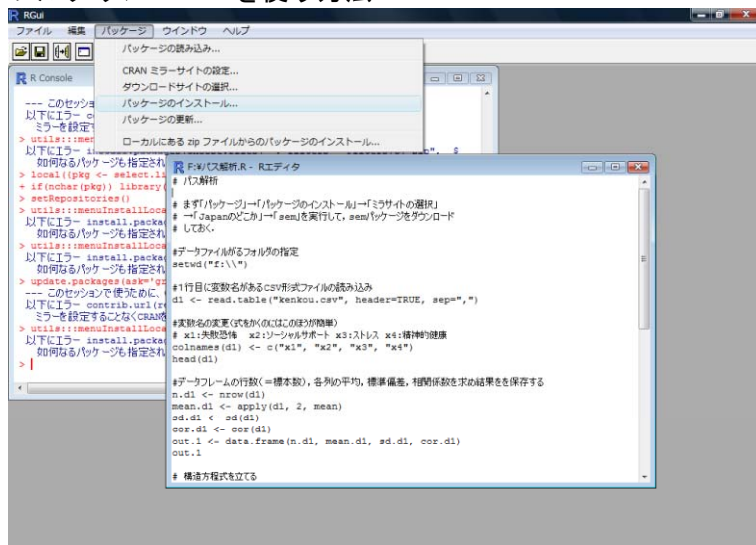 RGui
ファイル 編集 パッケージ ウインドウ ヘルプ
パッケージの読み込み...
CRAN ミラーサイトの設定...
ダウンロードサイトの選択...
パッケージのインストール...
パッケージの更新...
ローカルにある zip ファイルからのパッケージのインストール...
R Console
--- このセッショ
以下にエラー
ミラーを設定す
> utils:::men
以下にエラー
如何なるパッケージも指定され
> local({pkg <- select.li
+ if(nchar(pkg)) library(
> setRepositories()
> utils:::menuInstallLoca
以下にエラー install.packa
如何なるパッケージも指定され
> utils:::menuInstallLoca
以下にエラー install.packa
如何なるパッケージも指定され
> update.packages(ask='gr
--- このセッションで使うために、
以下にエラー contrib.url(re
ミラーを設定することなくCRANを
> utils:::menuInstallLoca
以下にエラー install.packa
如何なるパッケージも指定され
>
F:¥パス解析.R - Rエディタ
# パス解析
# まず「パッケージ」→「パッケージのインストール」→「ミラサイトの選択」
# →「Japanのどこか」→「sem」を実行して，semパッケージをダウンロード
# しておく．
#データファイルがるフォルダの指定
setwd("f:\\")
#1行目に変数名があるCSV形式ファイルの読み込み
d1 <- read.table("kenkou.csv", header=TRUE, sep=",")
#変数名の変更（式をかくのにはこのほうが簡単）
# x1:失敗恐怖 x2:ソーシャルサポート x3:ストレス x4:精神的健康
colnames(d1) <- c("x1", "x2", "x3", "x4")
head(d1)
#データフレームの行数(＝標本数)，各列の平均，標準偏差，相関係数を求め結果をを保存する
n.d1 <- nrow(d1)
mean.d1 <- apply(d1, 2, mean)
sd.d1 <- sd(d1)
cor.d1 <- cor(d1)
out.1 <- data.frame(n.d1, mean.d1, sd.d1, cor.d1)
out.1
# 構造方程式を立てる